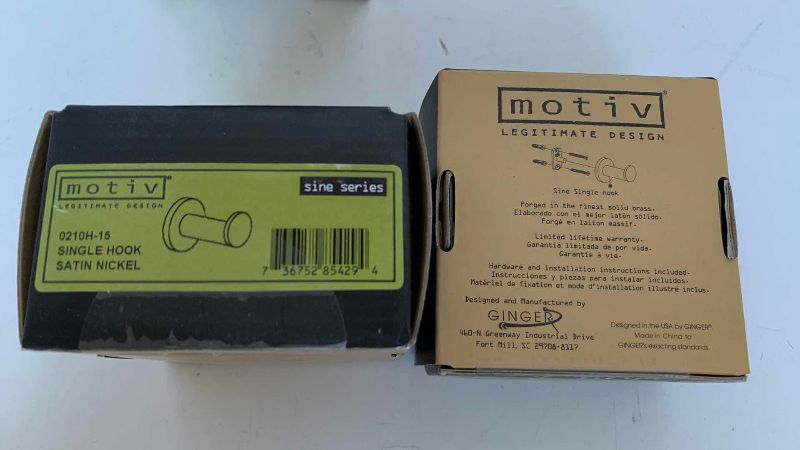 motiv®
LEGITIMATE DESIGN
sine series
0210H-15
SINGLE HOOK
SATIN NICKEL
7 36752 85429 4
motiv®
LEGITIMATE DESIGN
Sine Single hook
Forged in the finest solid brass.
Elaborado con el mejor latón sólido.
Forgé en laiton massif.
Limited lifetime warranty.
Garantia limitada de por vida.
Garantie à vie.
Hardware and installation instructions included.
Instrucciones y piezas para instalar incluidos.
Matériel de fixation et mode d'installation illustré inclus.
Designed and Manufactured by
GINGER
460-N Greenway Industrial Drive
Fort Mill, SC 29708-8117
Designed in the USA by GINGER®
Made in China to
GINGER's exacting standards.